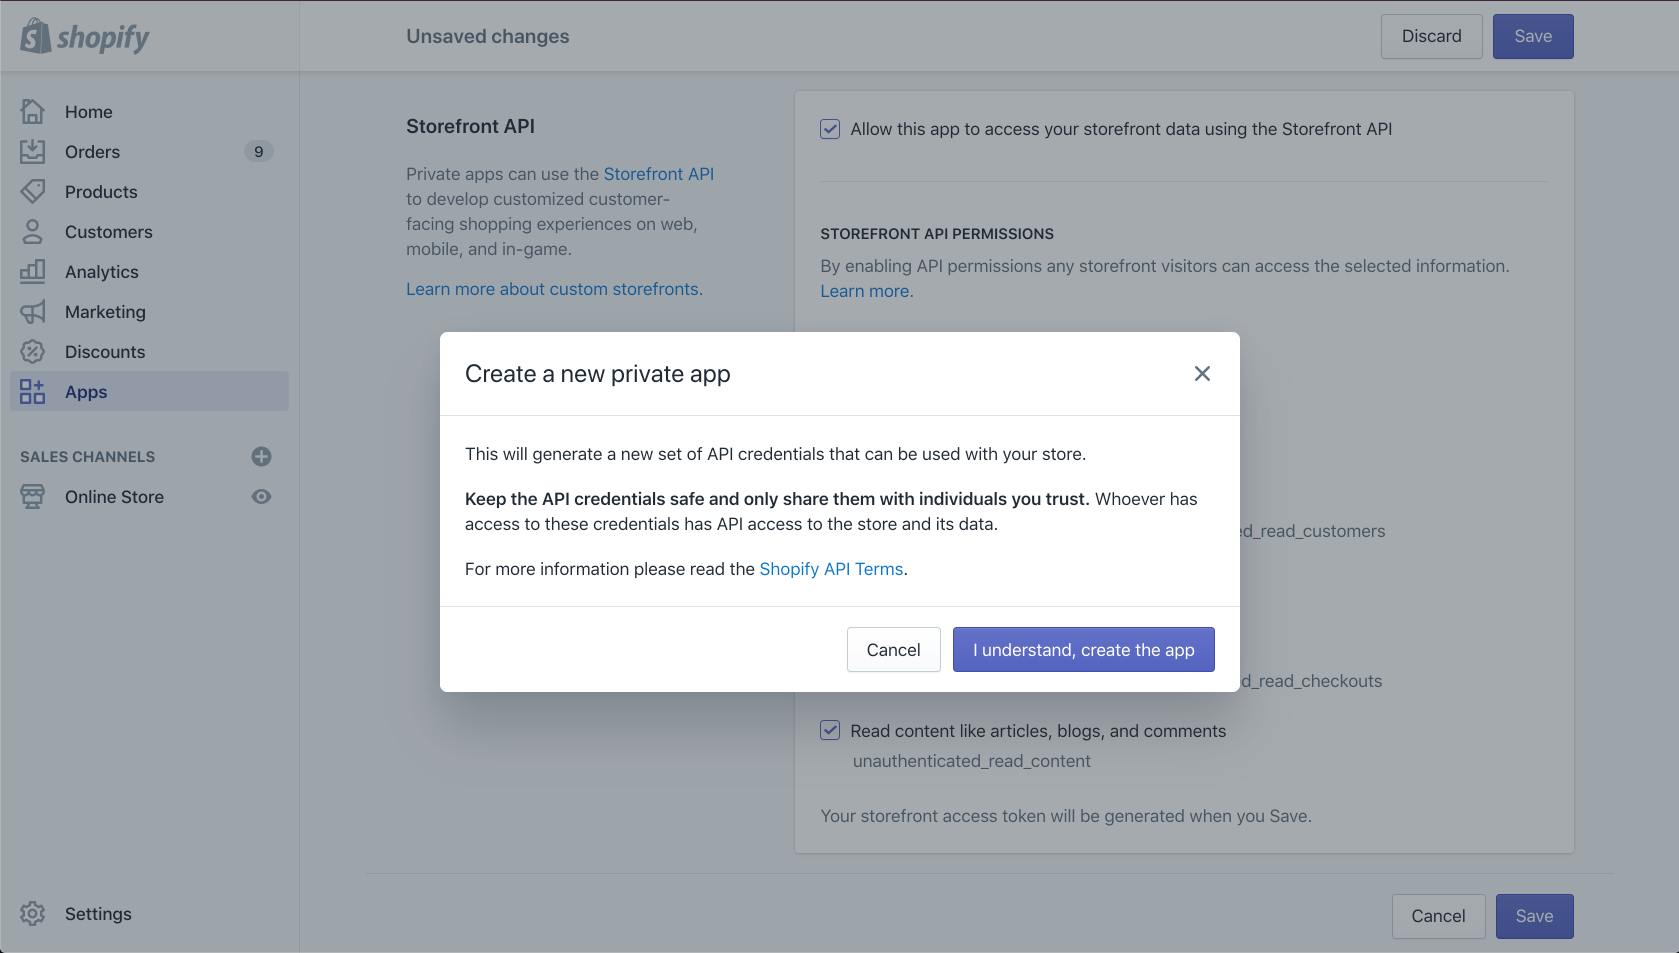 shopify
Unsaved changes
Discard
Save
Home
Orders
9
Products
Customers
Analytics
Marketing
Discounts
Apps
SALES CHANNELS
Online Store
Settings
Storefront API
Private apps can use the Storefront API
to develop customized customer-
facing shopping experiences on web,
mobile, and in-game.
Learn more about custom storefronts.
Allow this app to access your storefront data using the Storefront API
STOREFRONT API PERMISSIONS
By enabling API permissions any storefront visitors can access the selected information.
Learn more.
Create a new private app
This will generate a new set of API credentials that can be used with your store.
Keep the API credentials safe and only share them with individuals you trust. Whoever has
access to these credentials has API access to the store and its data.
For more information please read the Shopify API Terms.
Cancel
I understand, create the app
ed_read_customers
d_read_checkouts
Read content like articles, blogs, and comments
unauthenticated_read_content
Your storefront access token will be generated when you Save.
Cancel
Save